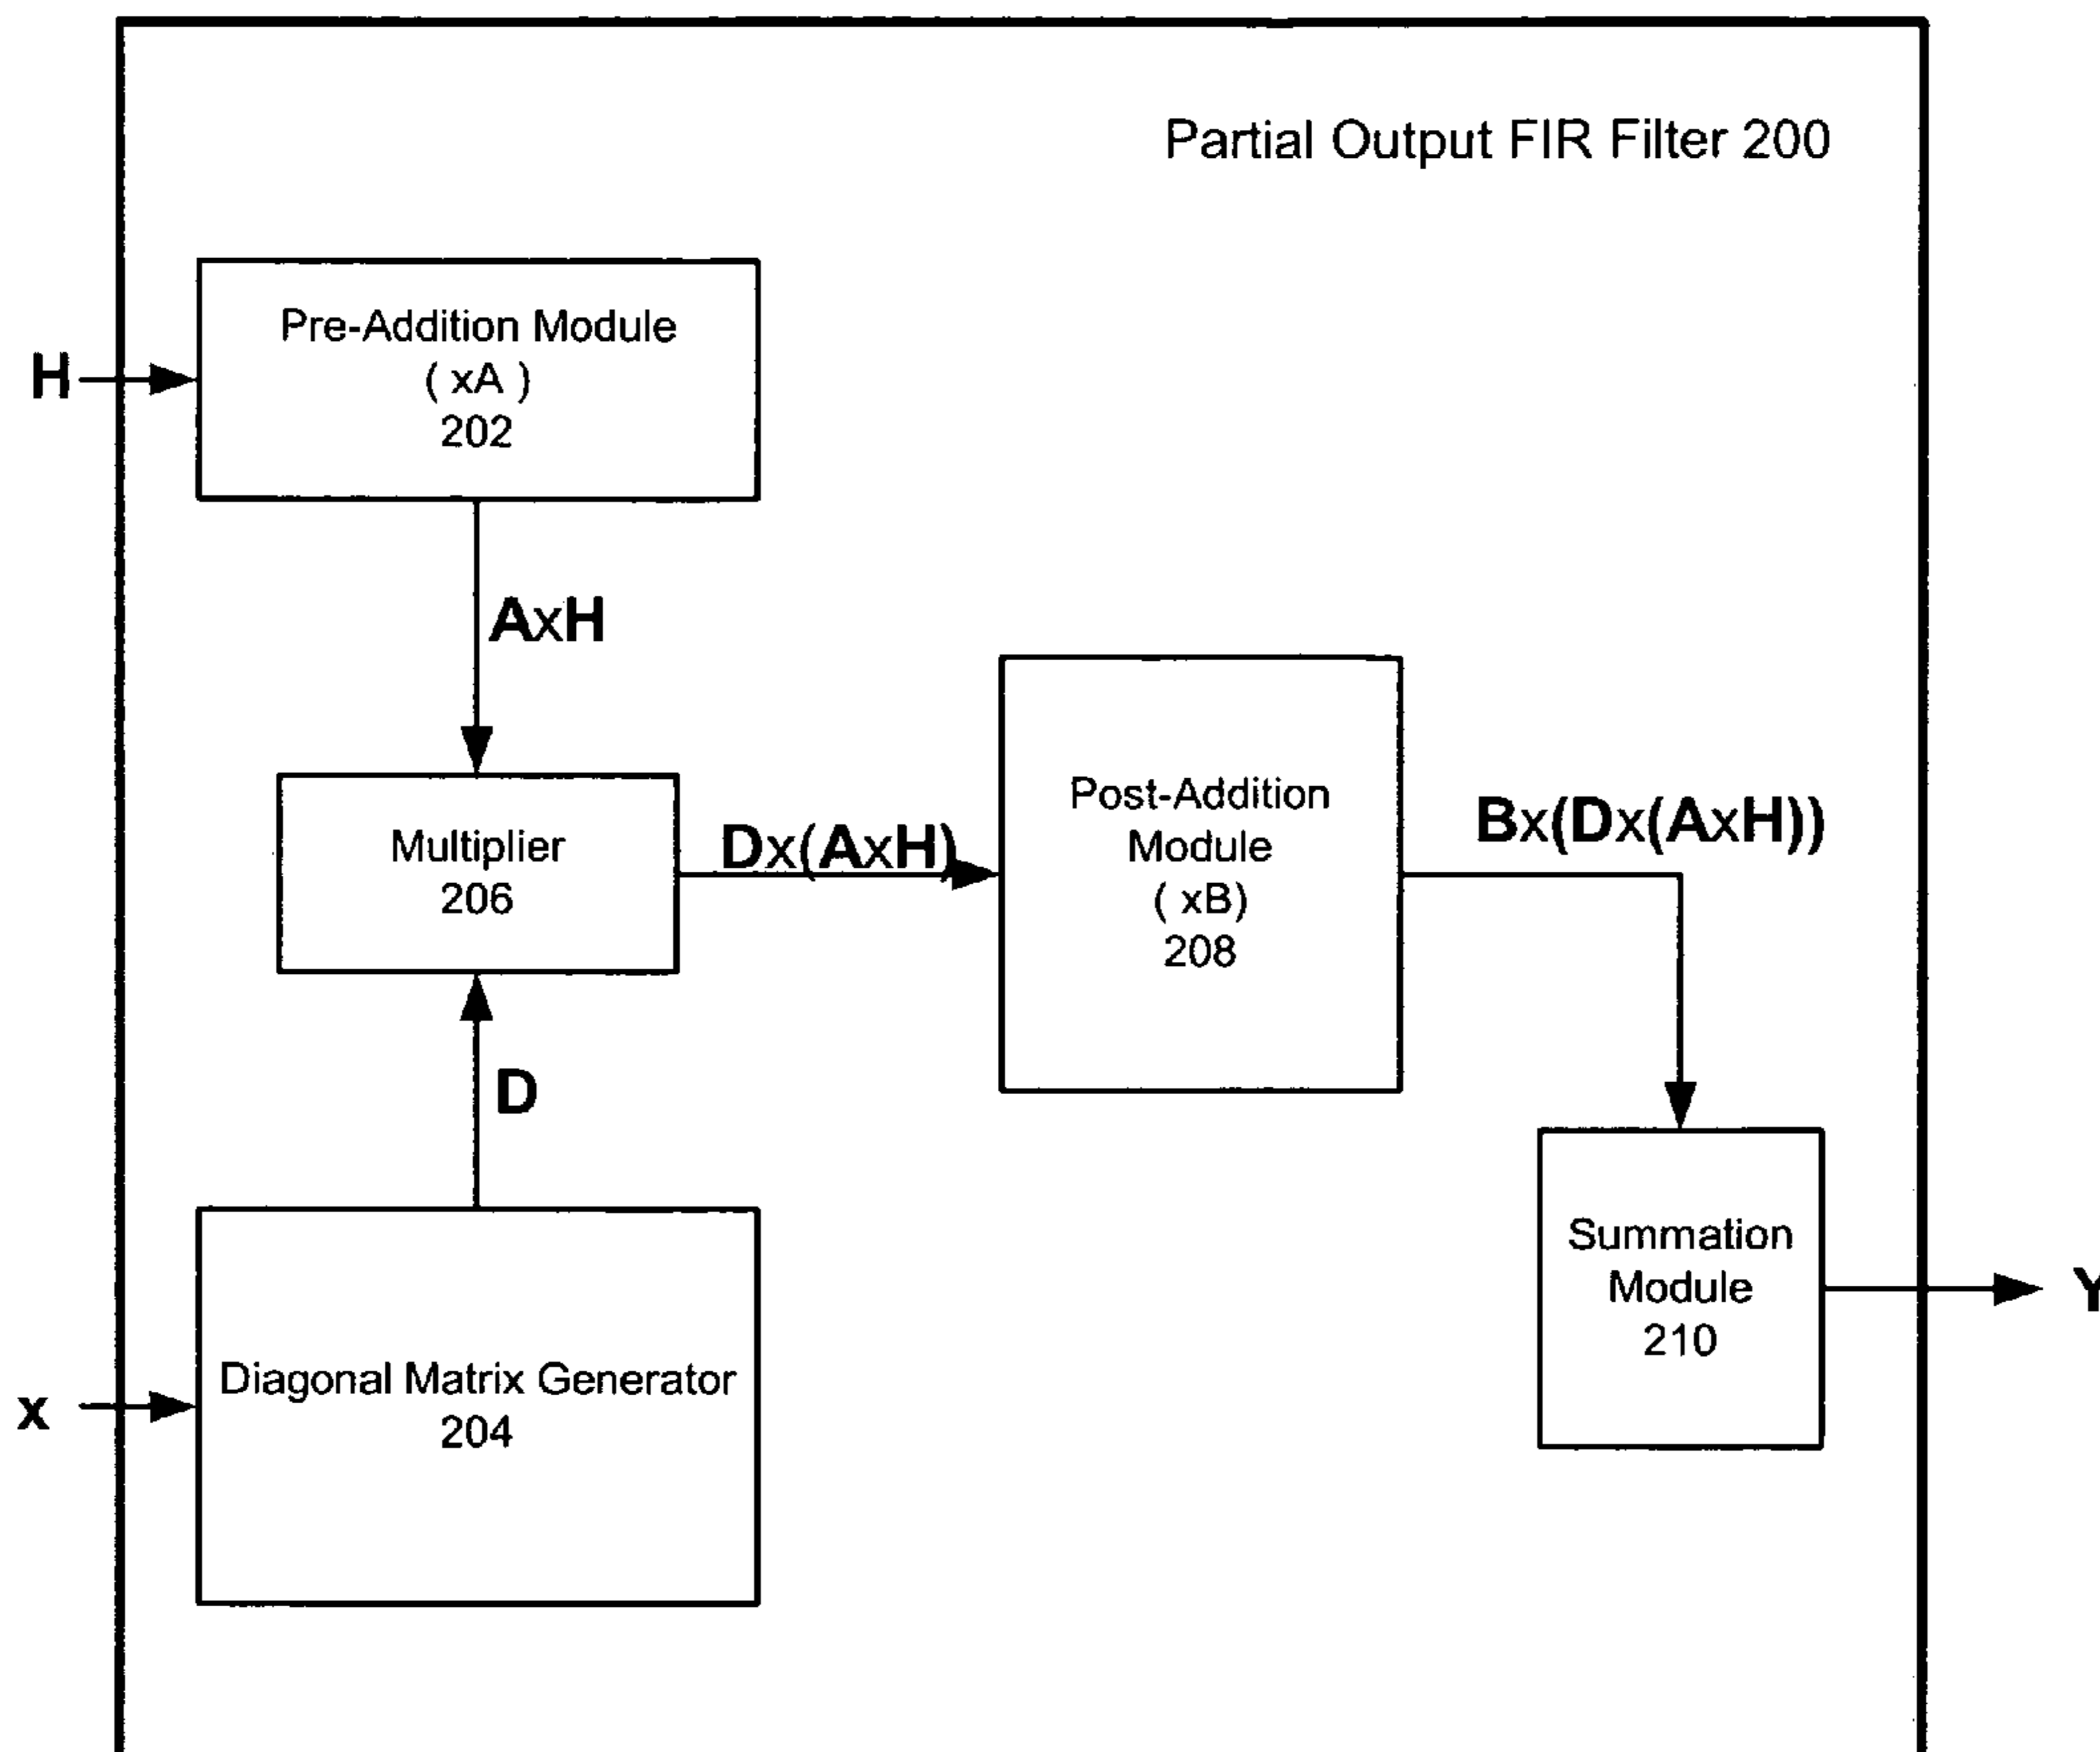 Partial Output FIR Filter 200
Pre-Addition Module
( xA )
202
H
AxH
Multiplier
206
Dx(AxH)
Post-Addition
Module
( xB)
208
Bx(Dx(AxH))
D
Diagonal Matrix Generator
204
x
Summation
Module
210
Y